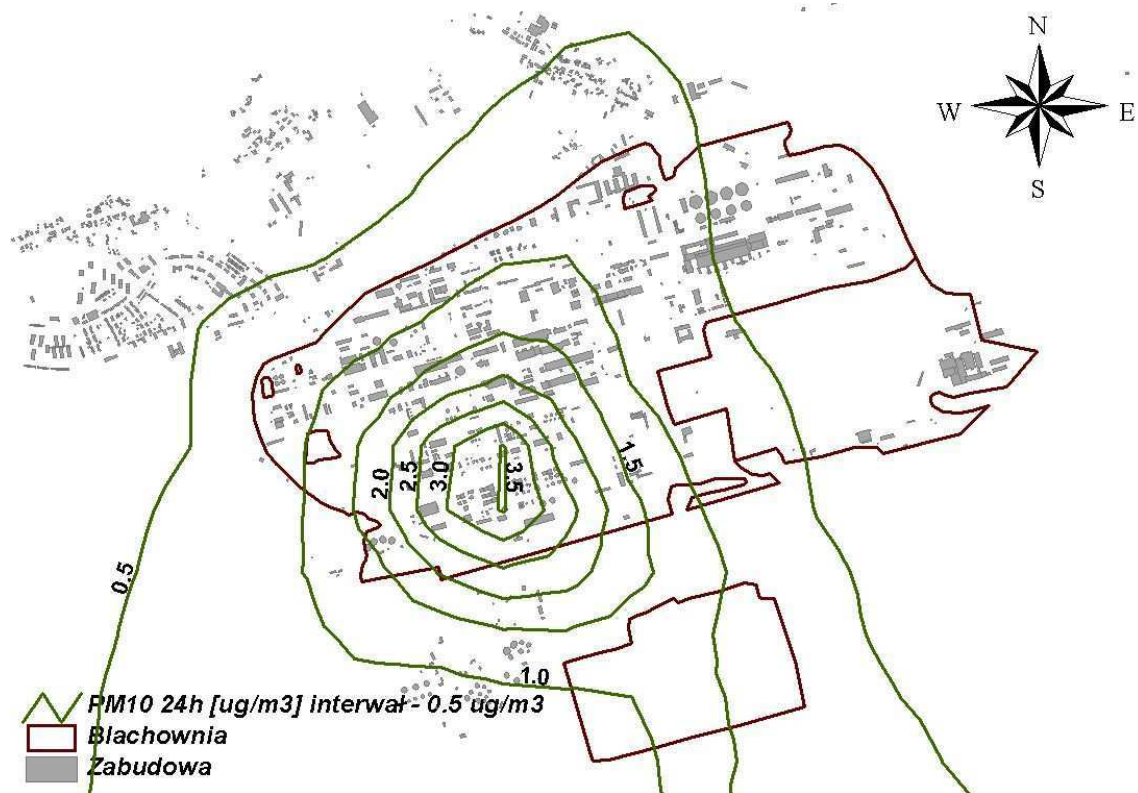 N
W
E
S
1.5
3.5
2.0
2.5
3.0
0.5
1.0
PM10 24h [ug/m3] interwał - 0.5 ug/m3
Blachownia
Zabudowa